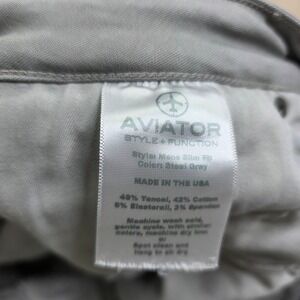 AVIATOR
STYLE + FUNCTION
Style: Mens Slim Fit
Color: Steel Gray
MADE IN THE USA
49% Tencel, 42% Cotton
6% Elasterell, 3% Spandex
Machine wash cold,
gentle cycle, with similar
colors, machine dry low
or
Spot clean and
hang to air dry